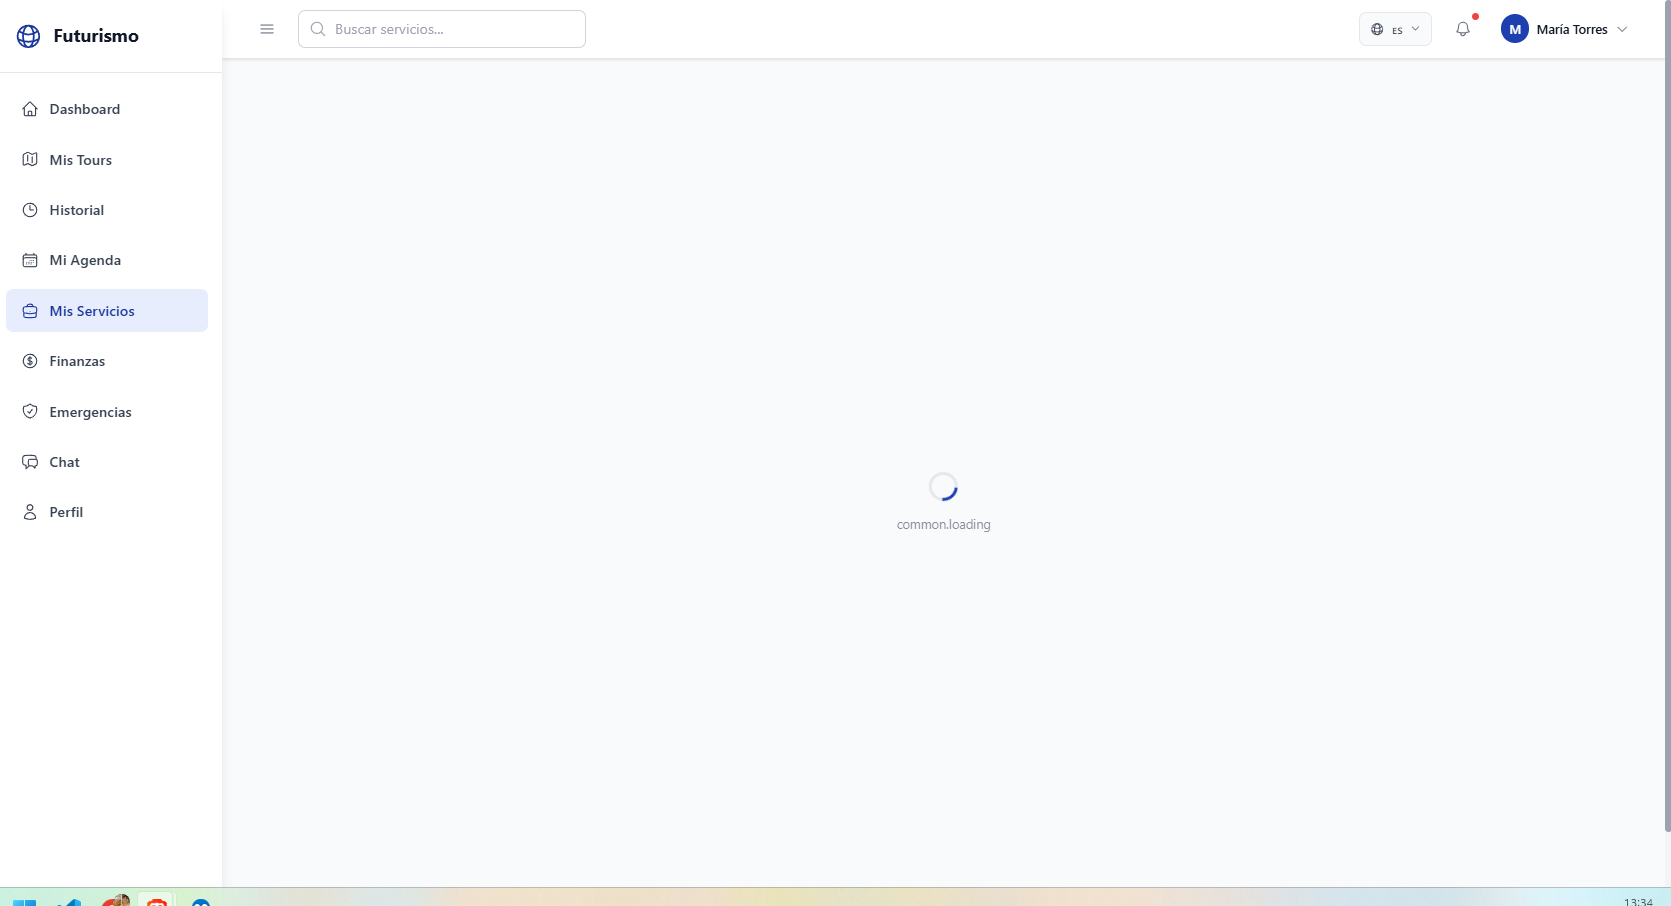 Futurismo
Buscar servicios...
ES
M
María Torres
Dashboard
Mis Tours
Historial
Mi Agenda
Mis Servicios
Finanzas
Emergencias
Chat
Perfil
common.loading
13:34